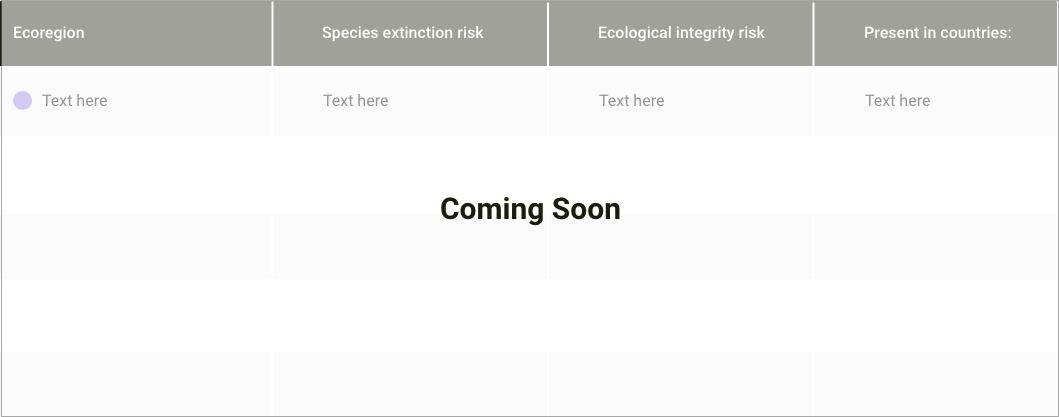 Ecoregion Species extinction risk Ecological integrity risk Present in countries:
Text here Text here Text here Text here
Coming Soon